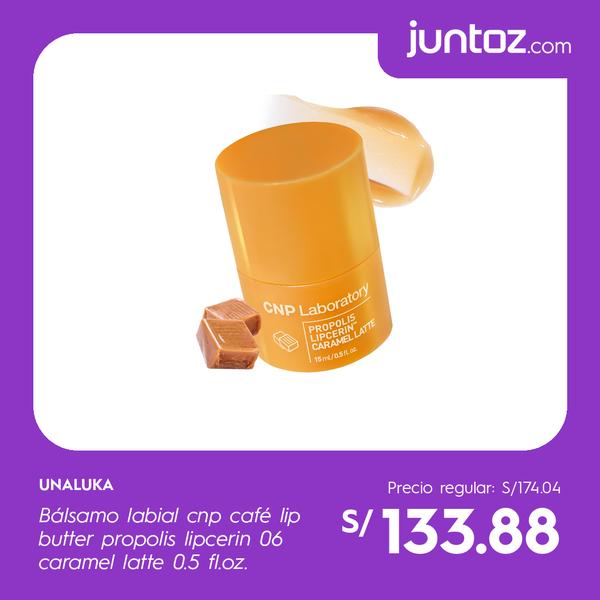 juntoz.com
CNP Laboratory
PROPOLIS
LIPCERIN™
CARAMEL LATTE
15 ml/0.5 fl. oz.
UNALUKA
Bálsamo labial cnp café lip
butter propolis lipcerin 06
caramel latte 0.5 fl.oz.
Precio regular: S/174.04
S/133.88